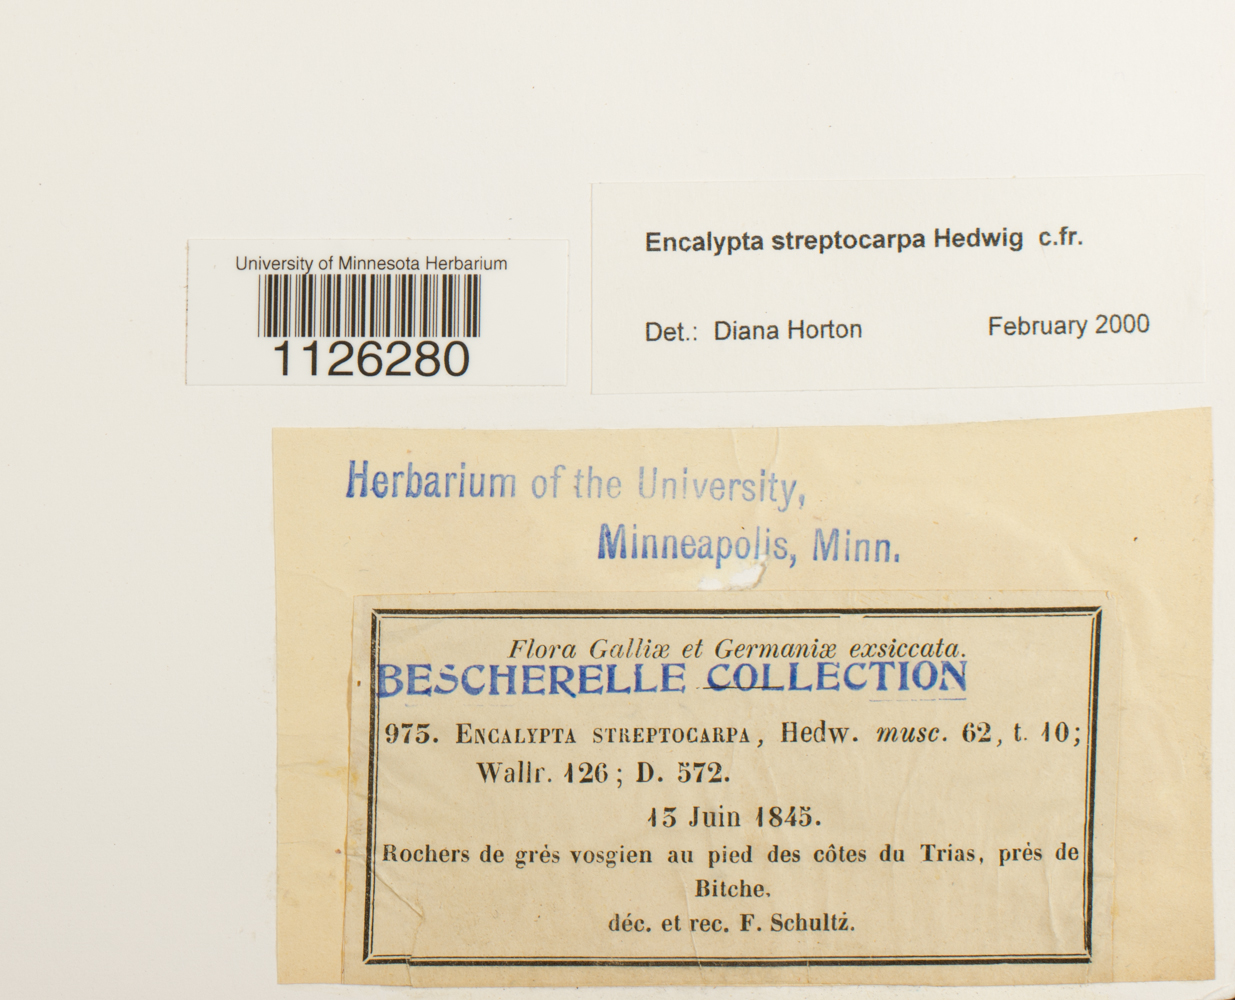 University of Minnesota Herbarium
1126280
Encalypta streptocarpa Hedwig c.fr.
Det.: Diana Horton February 2000
Herbarium of the University,
Minneapolis, Minn.
Flora Galliæ et Germaniæ exsiccata.
BESCHERELLE COLLECTION
975. ENCALYPTA STREPTOCARPA, Hedw. musc. 62, t. 10;
Wallr. 126; D. 572.
15 Juin 1845.
Rochers de grés vosgien au pied des côtes du Trias, prés de
Bitche.
déc. et rec. F. Schultz.